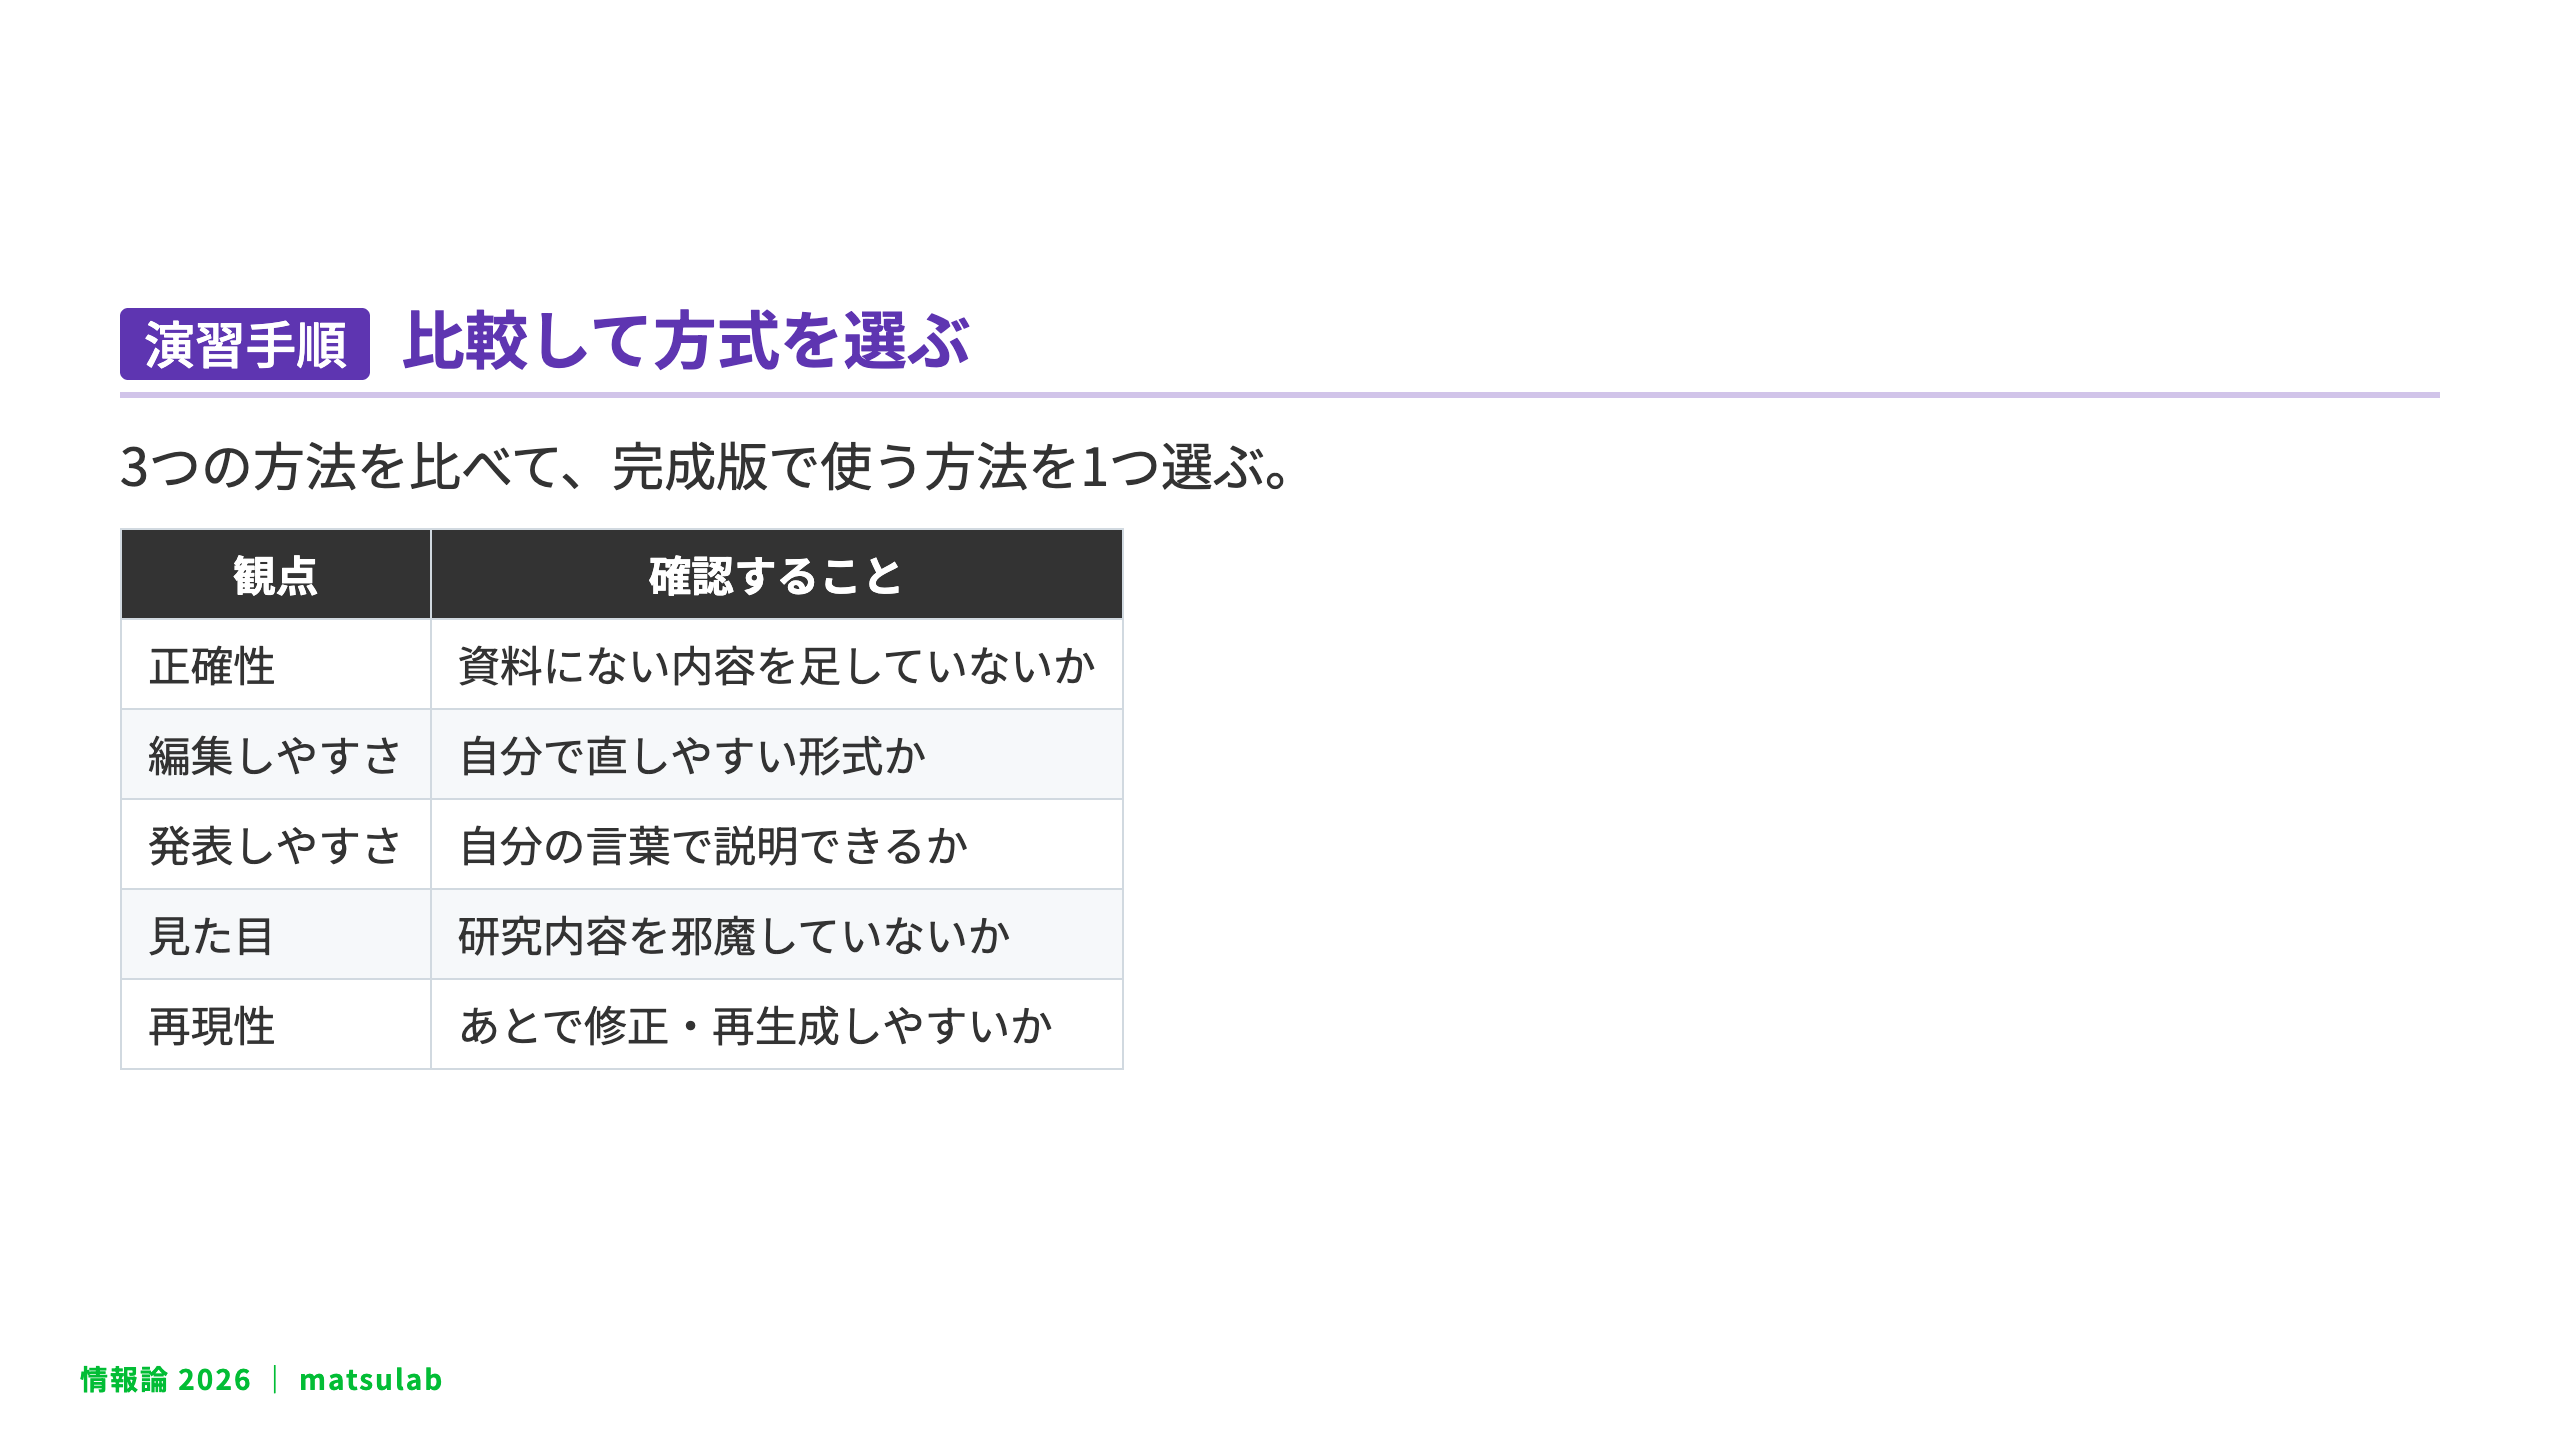 演習手順 比較して方式を選ぶ
3つの方法を比べて、完成版で使う方法を1つ選ぶ。
観点 確認すること
正確性 資料にない内容を足していないか
編集しやすさ 自分で直しやすい形式か
発表しやすさ 自分の言葉で説明できるか
見た目 研究内容を邪魔していないか
再現性 あとで修正・再生成しやすいか
情報論 2026 | matsulab